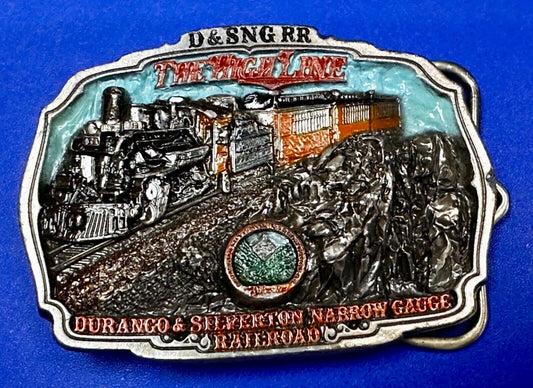 D & SNG RR
THE HIGH LINE
DURANGO & SILVERTON NARROW GAUGE
RAILROAD